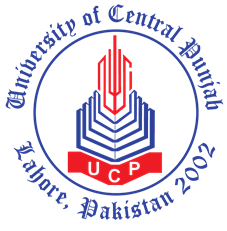 University of Central Punjab
UCP
Lahore, Pakistan 2002